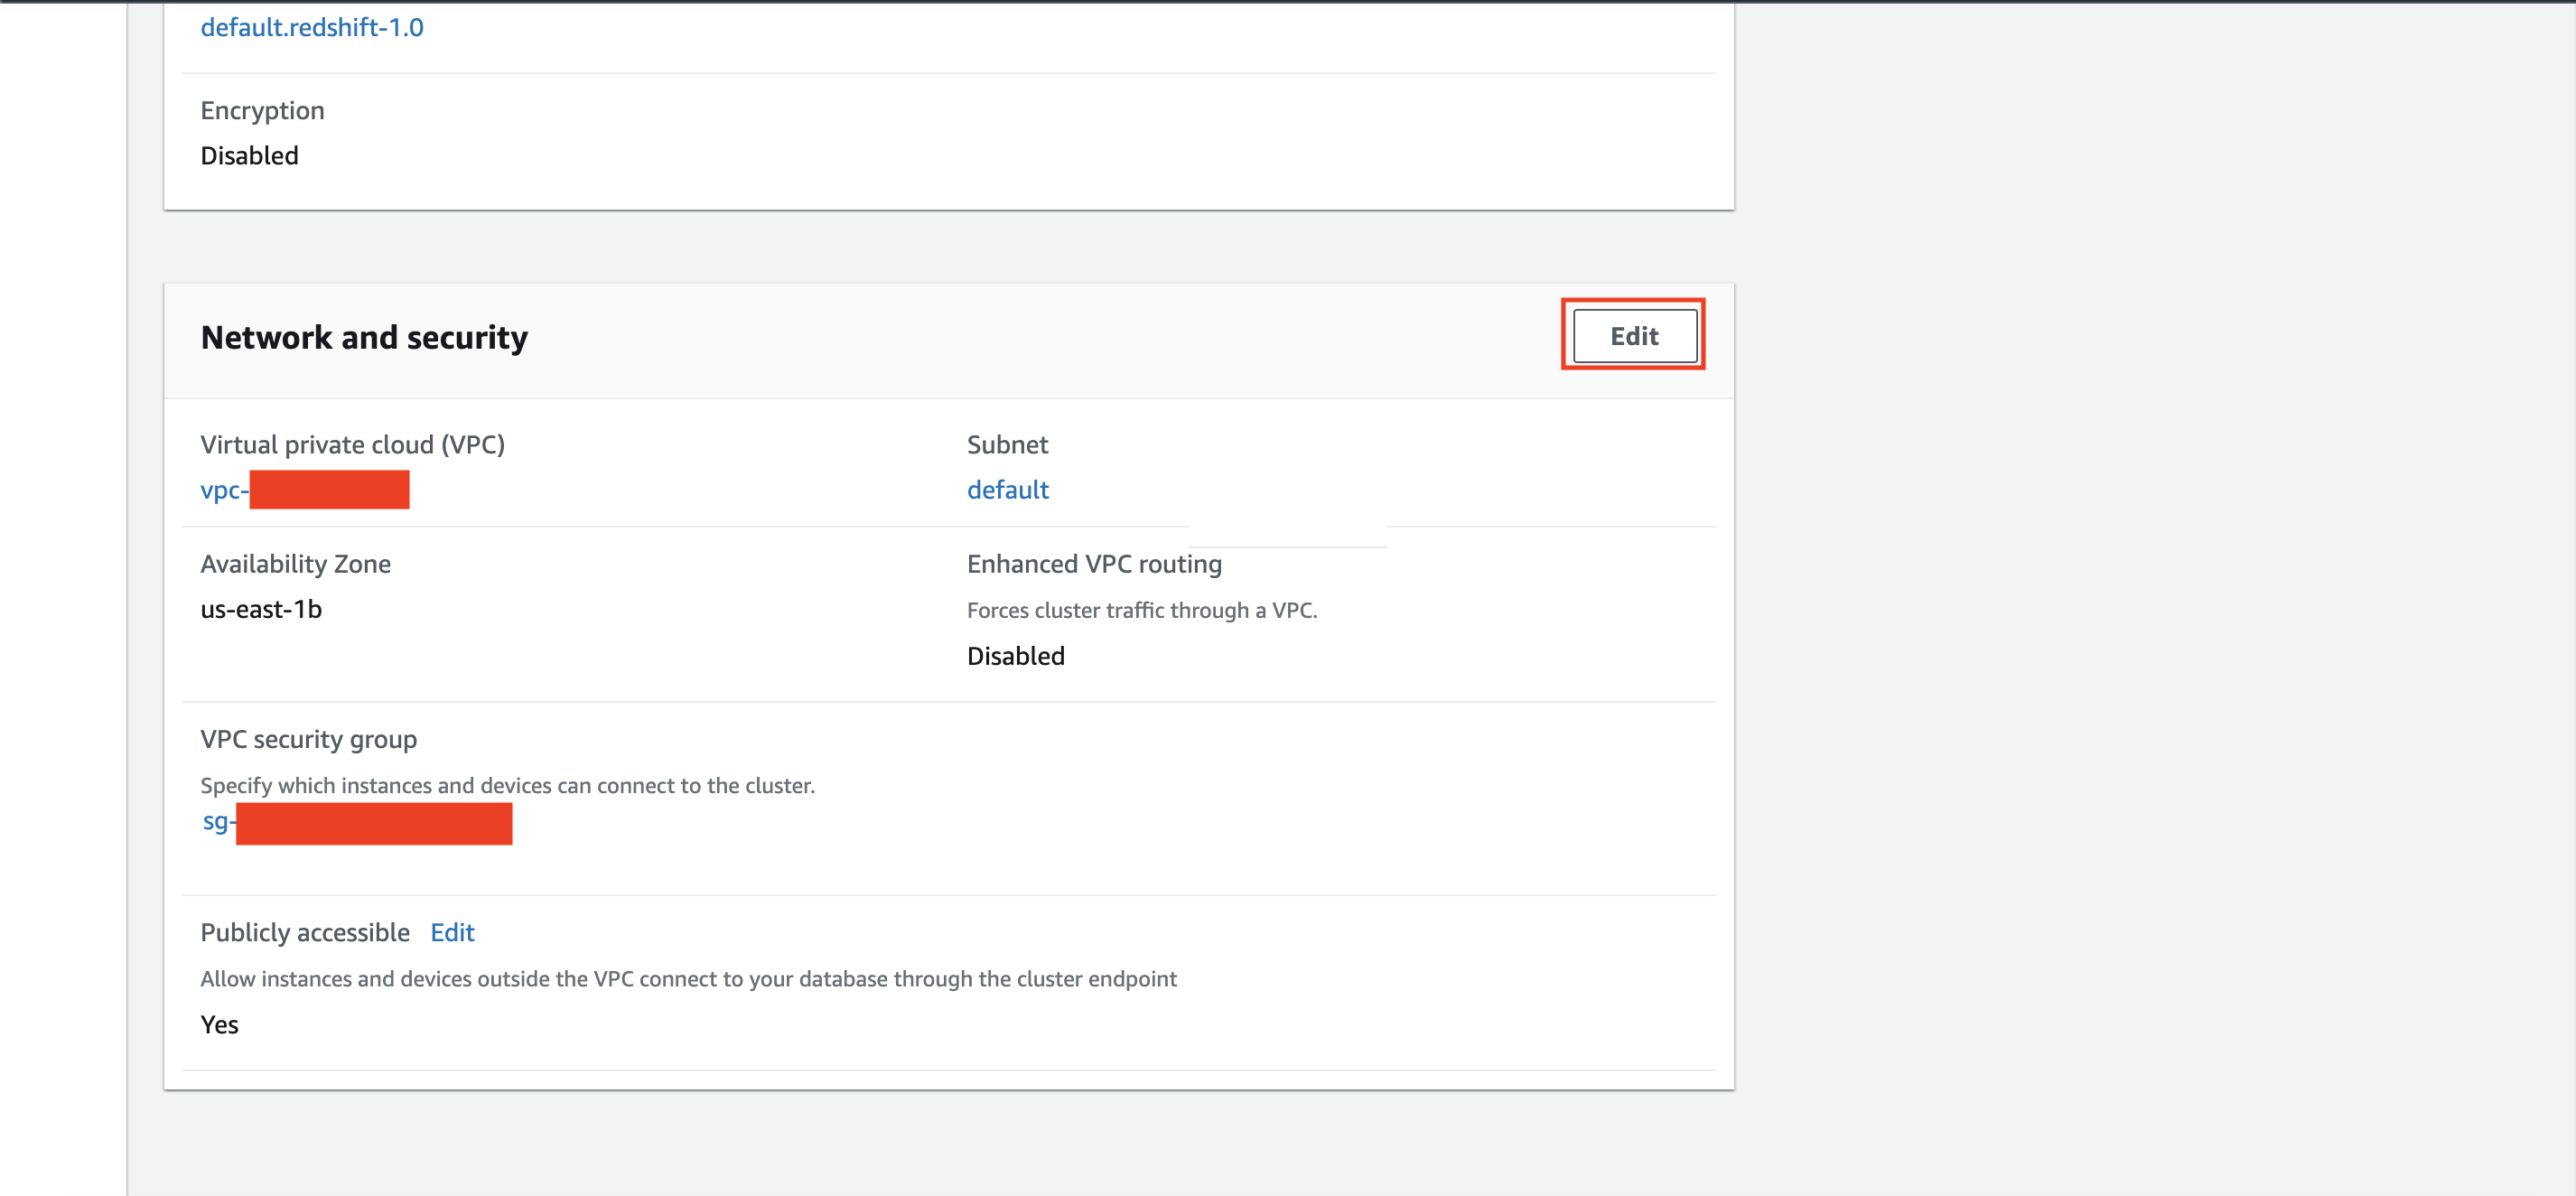 default.redshift-1.0
Encryption
Disabled
Network and security
Edit
Virtual private cloud (VPC)
vpc-
Subnet
default
Availability Zone
us-east-1b
Enhanced VPC routing
Forces cluster traffic through a VPC.
Disabled
VPC security group
Specify which instances and devices can connect to the cluster.
sg-
Publicly accessible Edit
Allow instances and devices outside the VPC connect to your database through the cluster endpoint
Yes